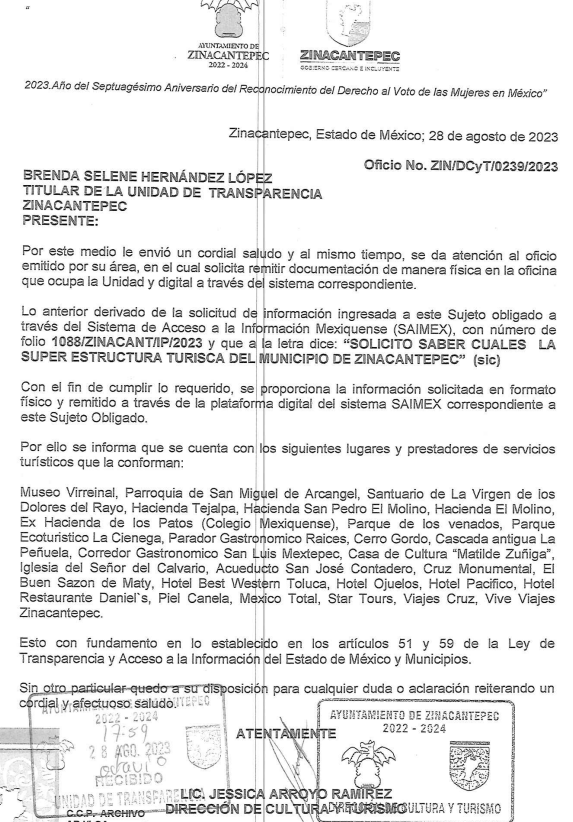 AYUNTAMIENTO DE
ZINACANTEPEC
2022 - 2024
ZINACANTEPEC
GOBIERNO CERCANO E INCLUYENTE
2023.Año del Septuagésimo Aniversario del Reconocimiento del Derecho al Voto de las Mujeres en México"
Zinacantepec, Estado de México; 28 de agosto de 2023
Oficio No. ZIN/DCyT/0239/2023
BRENDA SELENE HERNÁNDEZ LÓPEZ
TITULAR DE LA UNIDAD DE TRANSPARENCIA
ZINACANTEPEC
PRESENTE:
Por este medio le envió un cordial saludo y al mismo tiempo, se da atención al oficio
emitido por su área, en el cual solicita remitir documentación de manera física en la oficina
que ocupa la Unidad y digital a través del sistema correspondiente.
Lo anterior derivado de la solicitud de información ingresada a este Sujeto obligado a
través del Sistema de Acceso a la Información Mexiquense (SAIMEX), con número de
folio 1088/ZINACANT/IP/2023 y que a la letra dice: "SOLICITO SABER CUALES LA
SUPER ESTRUCTURA TURISCA DEL MUNICIPIO DE ZINACANTEPEC" (sic)
Con el fin de cumplir lo requerido, se proporciona la información solicitada en formato
físico y remitido a través de la plataforma digital del sistema SAIMEX correspondiente a
este Sujeto Obligado.
Por ello se informa que se cuenta con los siguientes lugares y prestadores de servicios
turísticos que la conforman:
Museo Virreinal, Parroquia de San Miguel de Arcangel, Santuario de La Virgen de los
Dolores del Rayo, Hacienda Tejalpa, Hacienda San Pedro El Molino, Hacienda El Molino,
Ex Hacienda de los Patos (Colegio Mexiquense), Parque de los venados, Parque
Ecoturistico La Cienega, Parador Gastronomico Raices, Cerro Gordo, Cascada antigua La
Peñuela, Corredor Gastronomico San Luis Mextepec, Casa de Cultura "Matilde Zuñiga",
Iglesia del Señor del Calvario, Acueducto San José Contadero, Cruz Monumental, El
Buen Sazon de Maty, Hotel Best Western Toluca, Hotel Ojuelos, Hotel Pacifico, Hotel
Restaurante Daniel`s, Piel Canela, Mexico Total, Star Tours, Viajes Cruz, Vive Viajes
Zinacantepec.
Esto con fundamento en lo establecido en los artículos 51 y 59 de la Ley de
Transparencia y Acceso a la Información del Estado de México y Municipios.
Sin otro particular quedo a su disposición para cualquier duda o aclaración reiterando un
cordial y afectuoso saludo.
AYUNTAMIENTO DE ZINACANTEPEC
2022 - 2024
17:59
28 AGO. 2023
RECIBIDO
UNIDAD DE TRANSPARENCIA
ATENTAMENTE
AYUNTAMIENTO DE ZINACANTEPEC
2022 - 2024
LIC. JESSICA ARROYO RAMÍREZ
DIRECCIÓN DE CULTURA Y TURISMO
DIRECCIÓN DE CULTURA Y TURISMO
C.C.P. ARCHIVO